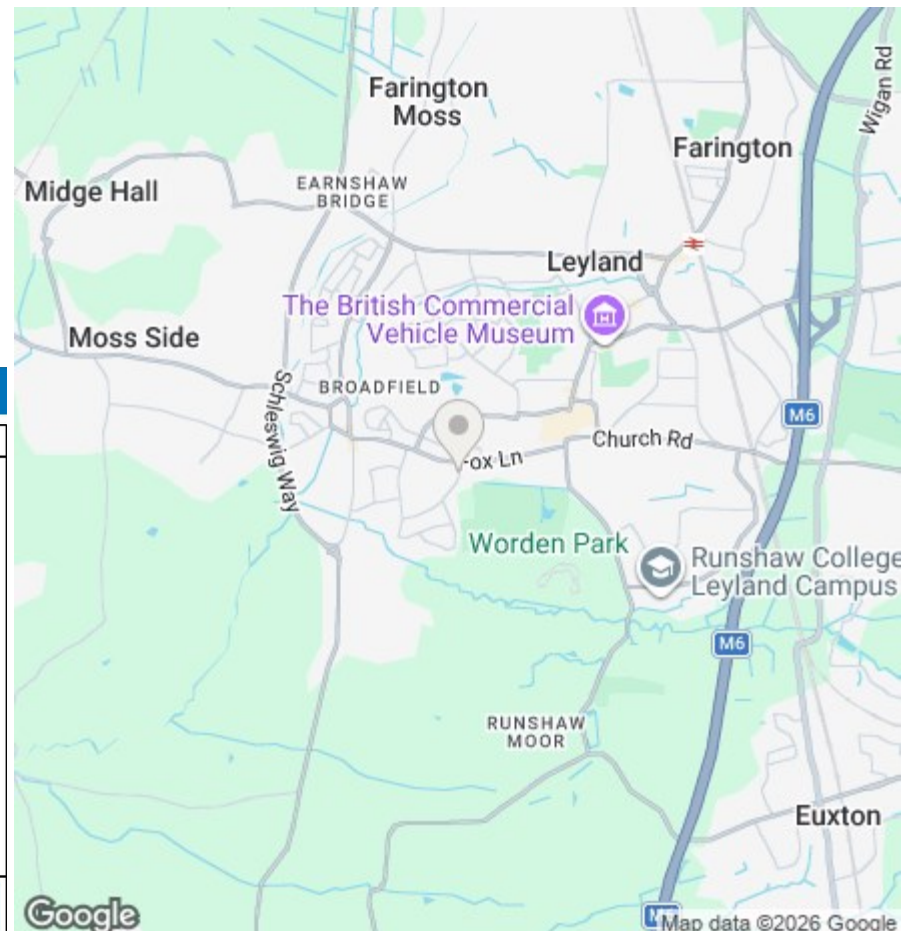 Farington
Moss
Wigan Rd
Farington
EARNSHAW
BRIDGE
Midge Hall
Leyland
The British Commercial
Vehicle Museum
Moss Side
BROADFIELD
Schleswig Way
M6
Church Rd
Fox Ln
Worden Park
Runshaw College
Leyland Campus
M6
RUNSHAW
MOOR
Euxton
Google
Map data ©2026 Google